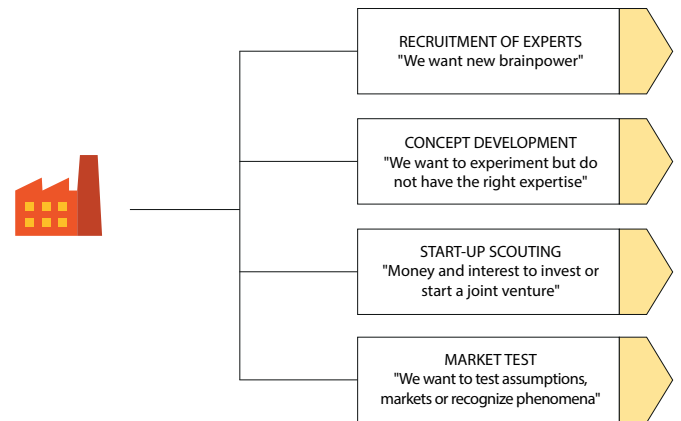 RECRUITMENT OF EXPERTS
"We want new brainpower"
CONCEPT DEVELOPMENT
"We want to experiment but do
not have the right expertise"
START-UP SCOUTING
"Money and interest to invest or
start a joint venture"
MARKET TEST
"We want to test assumptions,
markets or recognize phenomena"